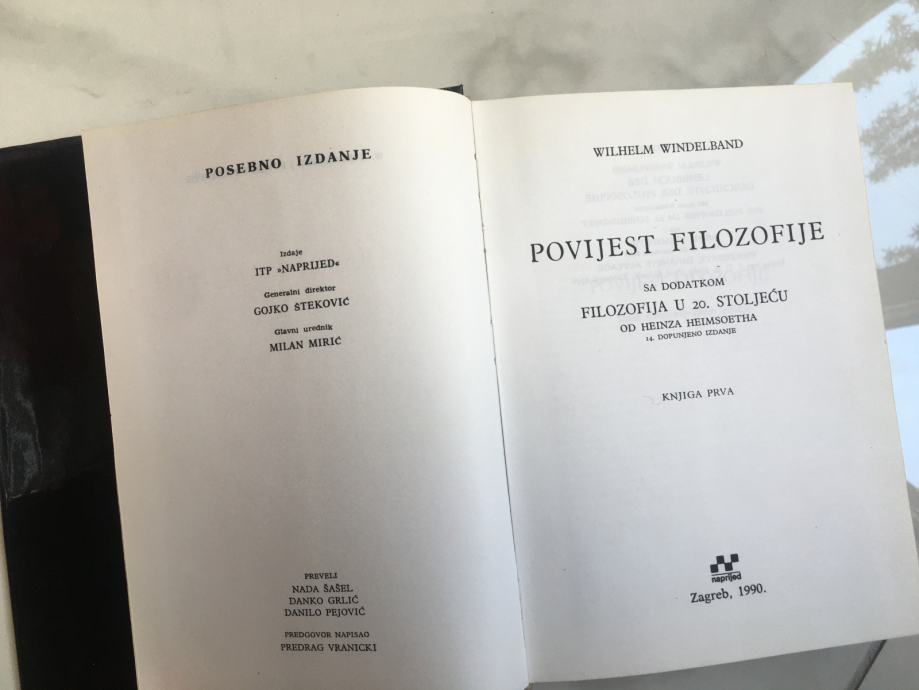 POSEBNO IZDANJE
Izdaje
ITP »NAPRIJED«
Generalni direktor
GOJKO ŠTEKOVIĆ
Glavni urednik
MILAN MIRIĆ
PREVELI
NADA ŠAŠEL
DANKO GRLIĆ
DANILO PEJOVIĆ
PREDGOVOR NAPISAO
PREDRAG VRANICKI
WILHELM WINDELBAND
POVIJEST FILOZOFIJE
SA DODATKOM
FILOZOFIJA U 20. STOLJEĆU
OD HEINZA HEIMSOETHA
14. DOPUNJENO IZDANJE
KNJIGA PRVA
naprijed
Zagreb, 1990.